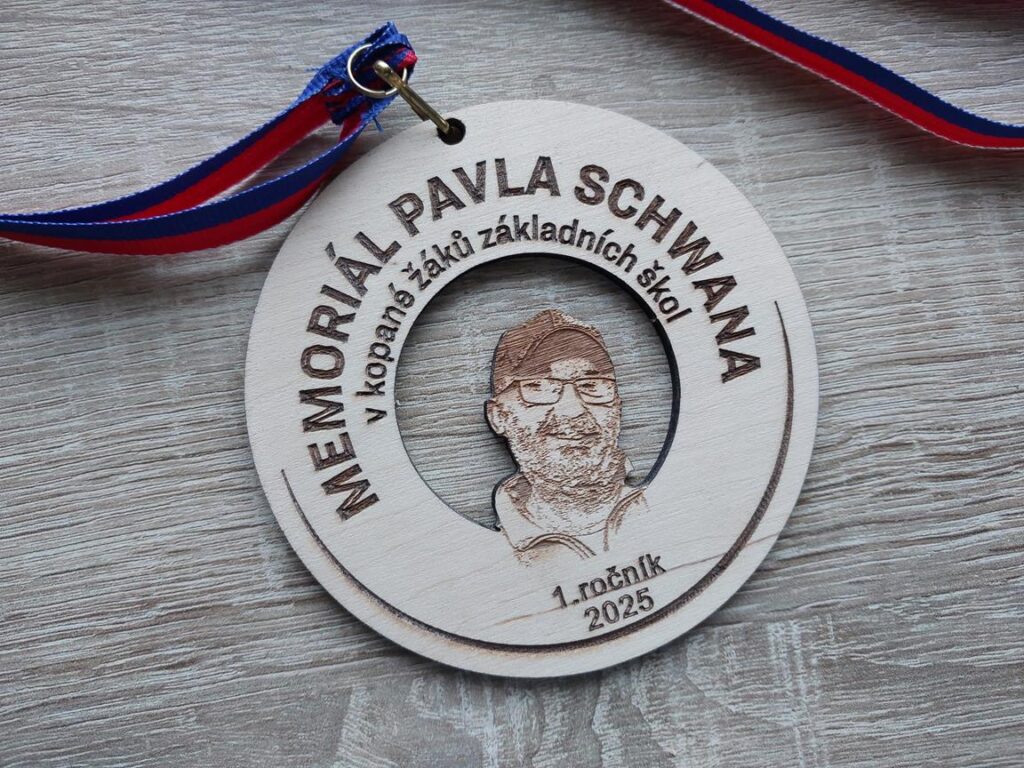 MEMORIÁL PAVLA SCHWANA
v kopané žáků základních škol
1.ročník
2025